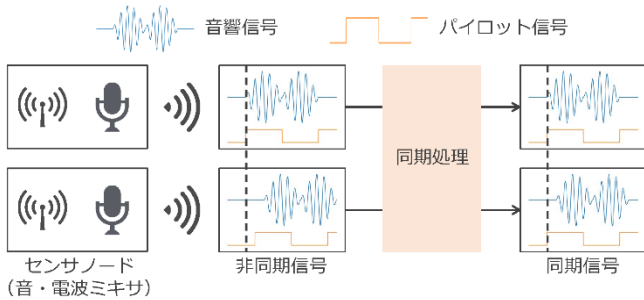 音響信号
パイロット信号
同期処理
センサノード
(音・電波ミキサ)
非同期信号
同期信号